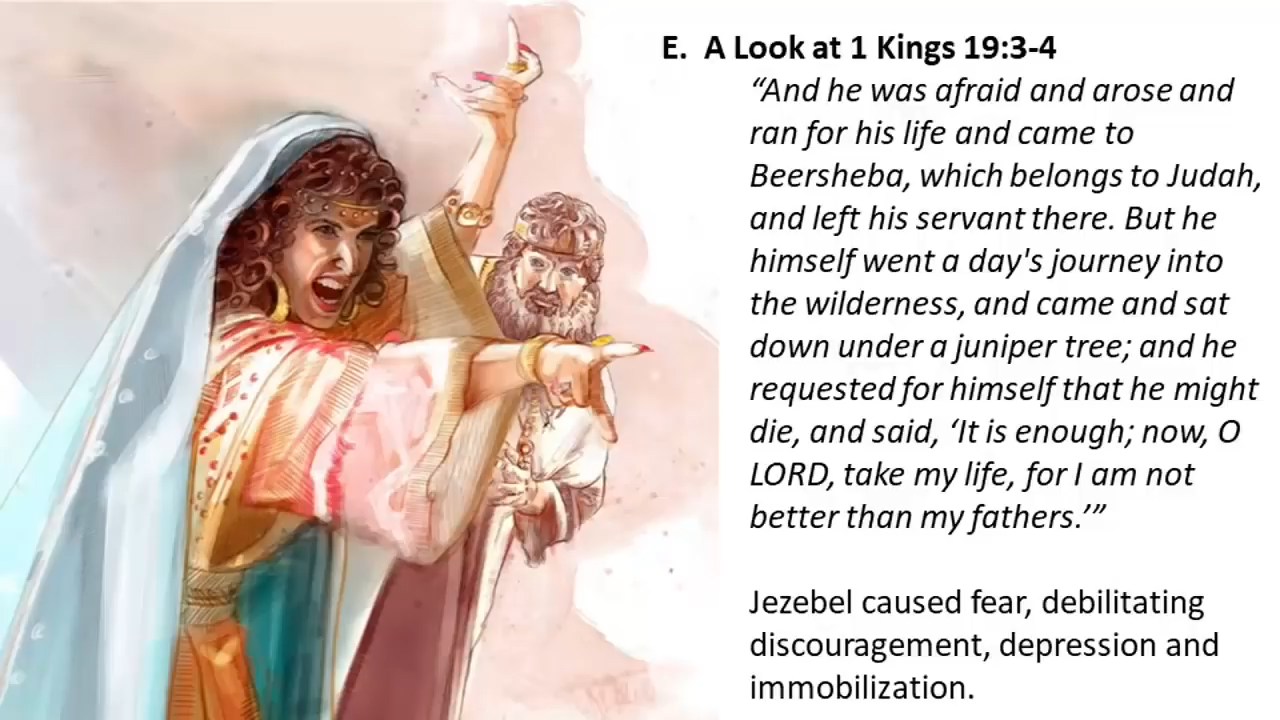 E. A Look at 1 Kings 19:3-4
“And he was afraid and arose and
ran for his life and came to
Beersheba, which belongs to Judah,
and left his servant there. But he
himself went a day's journey into
the wilderness, and came and sat
down under a juniper tree; and he
requested for himself that he might
die, and said, ‘It is enough; now, O
LORD, take my life, for I am not
better than my fathers.’”
Jezebel caused fear, debilitating
discouragement, depression and
immobilization.